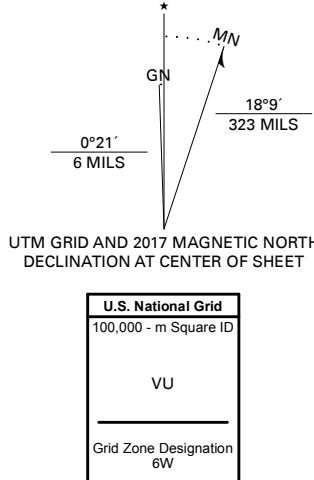 ★
MN
GN
0°21´
6 MILS
18°9´
323 MILS
UTM GRID AND 2017 MAGNETIC NORTH
DECLINATION AT CENTER OF SHEET
U.S. National Grid
100,000 - m Square ID
VU
Grid Zone Designation
6W